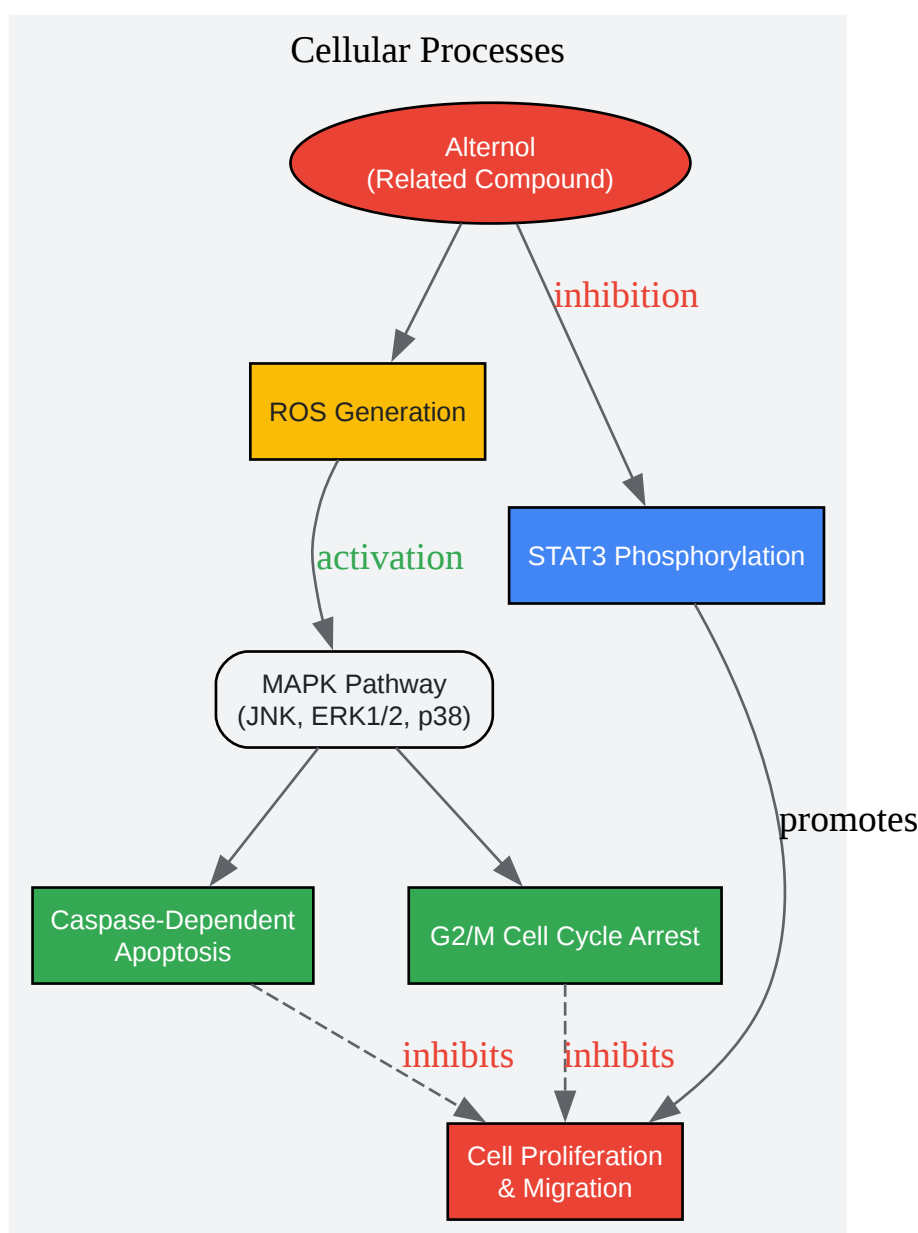 Cellular Processes
Alternol
(Related Compound)
inhibition
ROS Generation
activation
STAT3 Phosphorylation
MAPK Pathway
(JNK, ERK1/2, p38)
promotes
Caspase-Dependent
Apoptosis
G2/M Cell Cycle Arrest
inhibits
inhibits
Cell Proliferation
& Migration